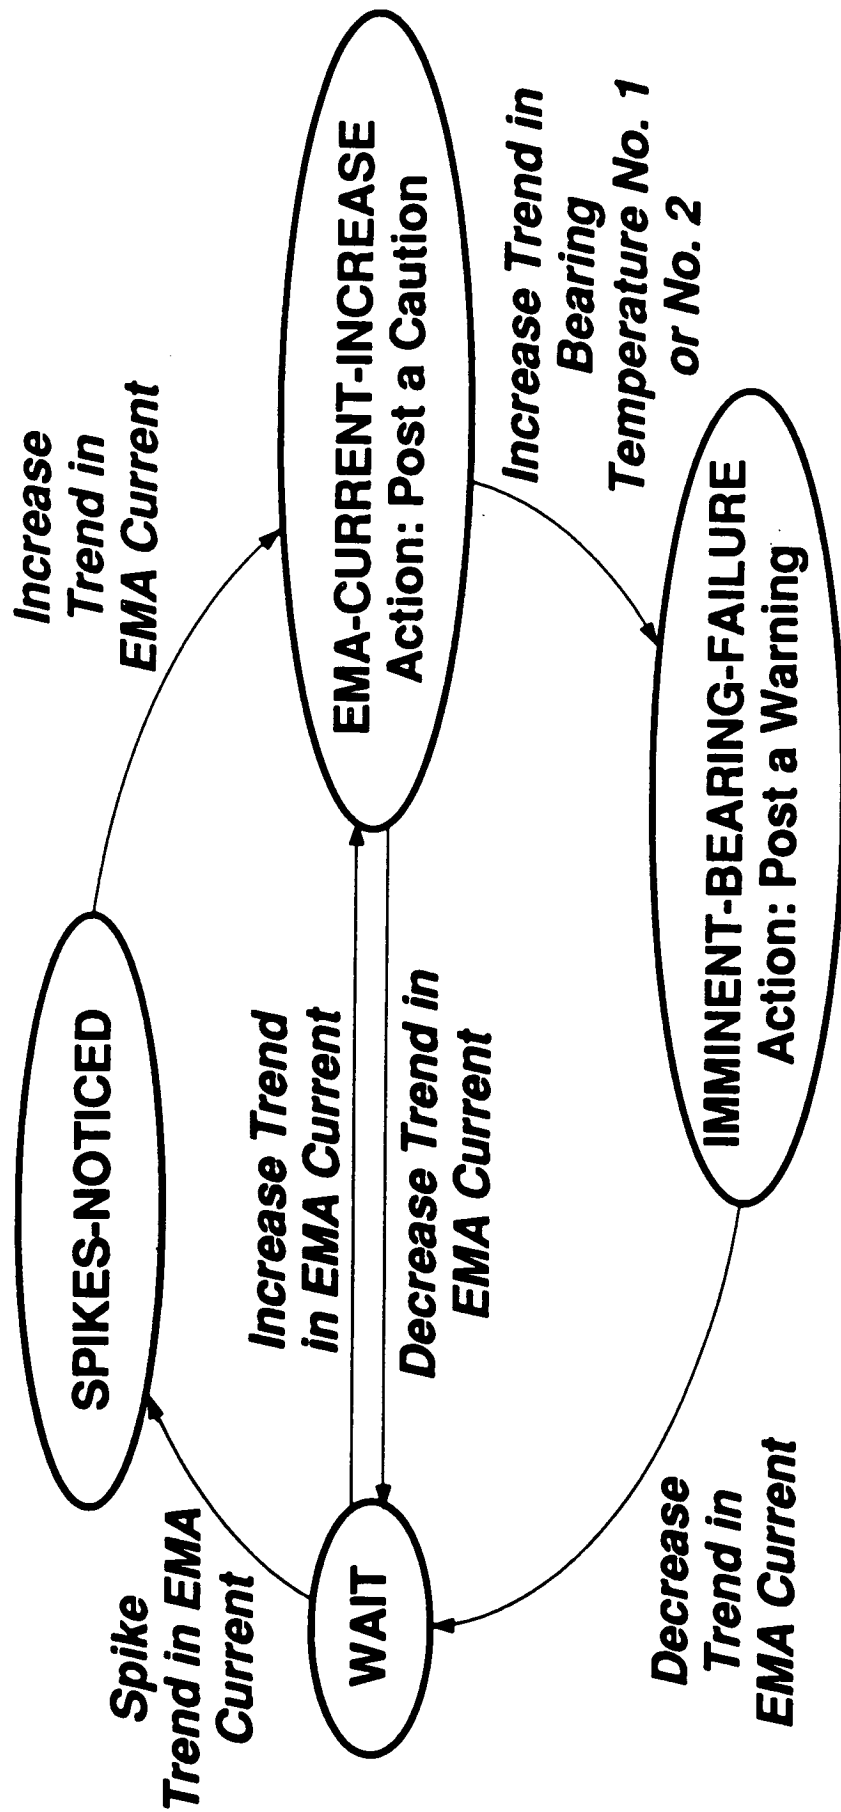 Spike
Trend in EMA
Current
SPIKES-NOTICED
Increase
Trend in
EMA Current
WAIT
Increase Trend
in EMA Current
Decrease Trend in
EMA Current
EMA-CURRENT-INCREASE
Action: Post a Caution
Increase Trend in
Bearing
Temperature No. 1
or No. 2
Decrease
Trend in
EMA Current
IMMINENT-BEARING-FAILURE
Action: Post a Warning